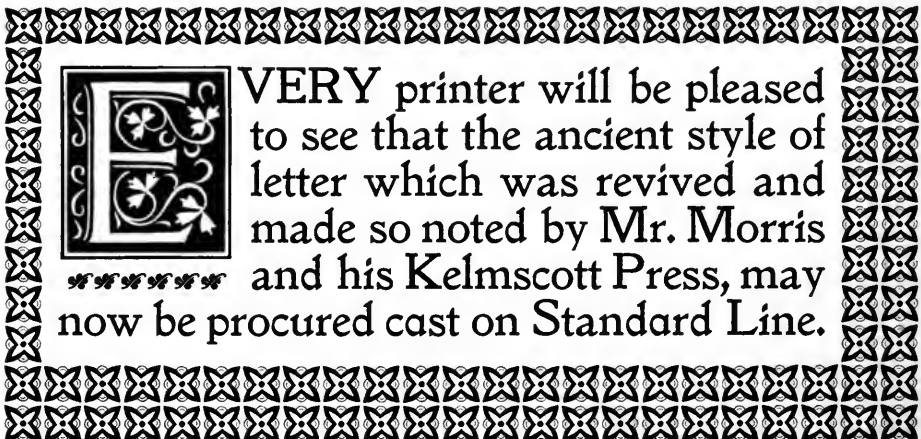 EVERY printer will be pleased
to see that the ancient style of
letter which was revived and
made so noted by Mr. Morris
and his Kelmscott Press, may
now be procured cast on Standard Line.